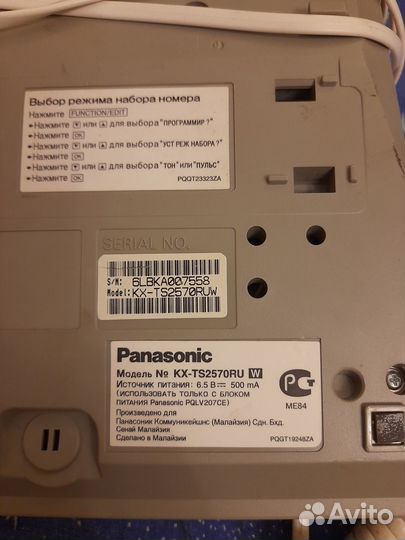 Выбор режима набора номера
Нажмите FUNCTION/EDIT
Нажмите ▼ или ▲ для выбора "ПРОГРАММИР?"
Нажмите OK
Нажмите ▼ или ▲ для выбора "УСТ РЕЖ НАБОРА?"
Нажмите OK
Нажмите ▼ или ▲ для выбора "ТОН" или "ПУЛЬС"
Нажмите OK
PQQT23323ZA
SERIAL NO.
S/N: 6LBKA007558
Model: KX-TS2570RUW
Panasonic
Модель № KX-TS2570RU W
Источник питания: 6.5 В 500 mA
(ИСПОЛЬЗОВАТЬ ТОЛЬКО С БЛОКОМ
ПИТАНИЯ Panasonic PQLV207CE)
ME84
Произведено для
Панасоник Коммуникейшнс (Малайзия) Сдн. Бхд.
Сенай Малайзия
Сделано в Малайзии
PQGT19248ZA
Avito